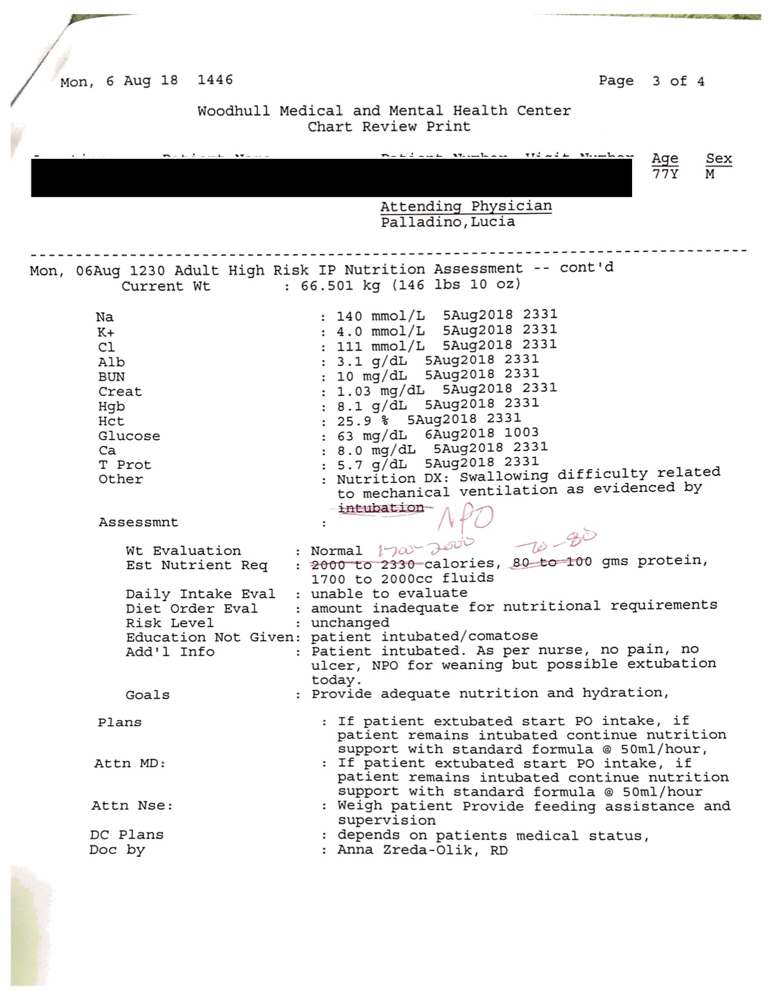 Mon, 6 Aug 18 1446 Page 3 of 4
Woodhull Medical and Mental Health Center
Chart Review Print
Age Sex
77Y M
Attending Physician
Palladino,Lucia
Mon, 06Aug 1230 Adult High Risk IP Nutrition Assessment -- cont'd
Current Wt : 66.501 kg (146 lbs 10 oz)
Na : 140 mmol/L 5Aug2018 2331
K+ : 4.0 mmol/L 5Aug2018 2331
Cl : 111 mmol/L 5Aug2018 2331
Alb : 3.1 g/dL 5Aug2018 2331
BUN : 10 mg/dL 5Aug2018 2331
Creat : 1.03 mg/dL 5Aug2018 2331
Hgb : 8.1 g/dL 5Aug2018 2331
Hct : 25.9 % 5Aug2018 2331
Glucose : 63 mg/dL 6Aug2018 1003
Ca : 8.0 mg/dL 5Aug2018 2331
T Prot : 5.7 g/dL 5Aug2018 2331
Other : Nutrition DX: Swallowing difficulty related
to mechanical ventilation as evidenced by
intubation NPO
Assessmnt :
Wt Evaluation : Normal 1700-2000 70-80
Est Nutrient Req : 2000 to 2330 calories, 80 to 100 gms protein,
1700 to 2000cc fluids
Daily Intake Eval : unable to evaluate
Diet Order Eval : amount inadequate for nutritional requirements
Risk Level : unchanged
Education Not Given: patient intubated/comatose
Add'l Info : Patient intubated. As per nurse, no pain, no
ulcer, NPO for weaning but possible extubation
today.
Goals : Provide adequate nutrition and hydration,
Plans : If patient extubated start PO intake, if
patient remains intubated continue nutrition
support with standard formula @ 50ml/hour,
Attn MD: : If patient extubated start PO intake, if
patient remains intubated continue nutrition
support with standard formula @ 50ml/hour
Attn Nse: : Weigh patient Provide feeding assistance and
supervision
DC Plans : depends on patients medical status,
Doc by : Anna Zreda-Olik, RD